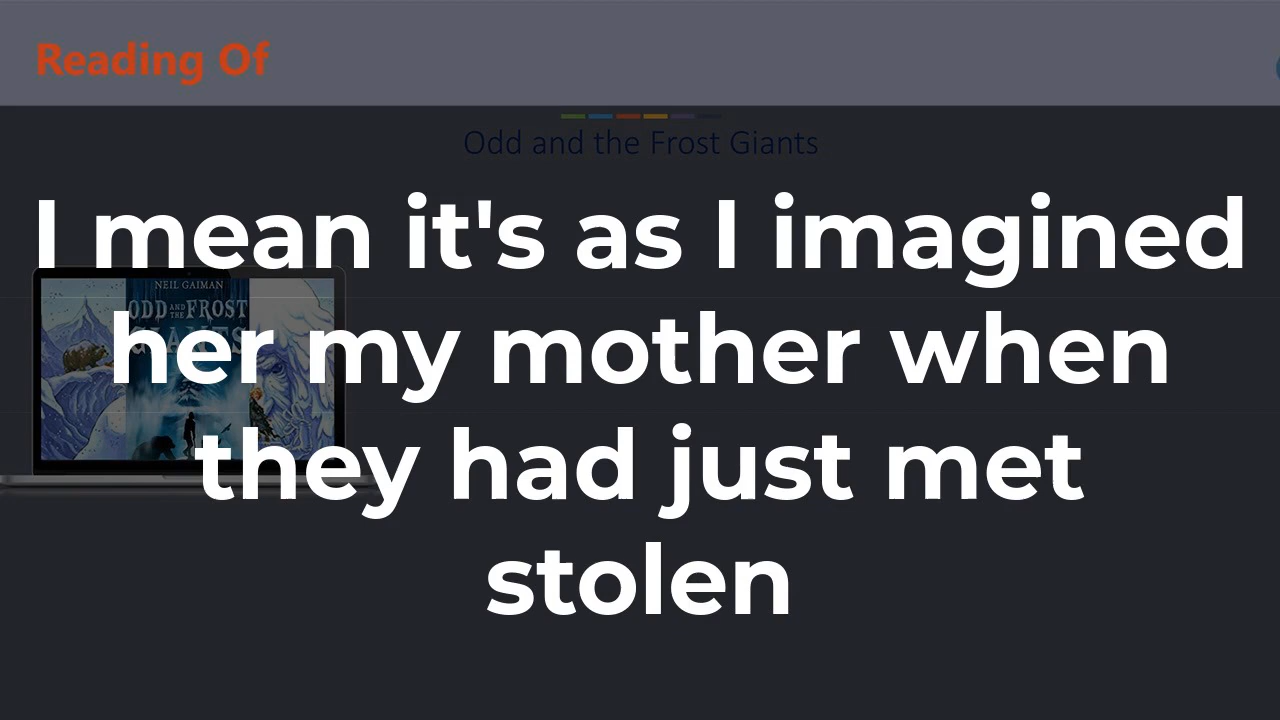 Reading Of
Odd and the Frost Giants
I mean it's as I imagined
her my mother when
they had just met
stolen
NEIL GAIMAN
ODD AND THE FROST
GIANTS